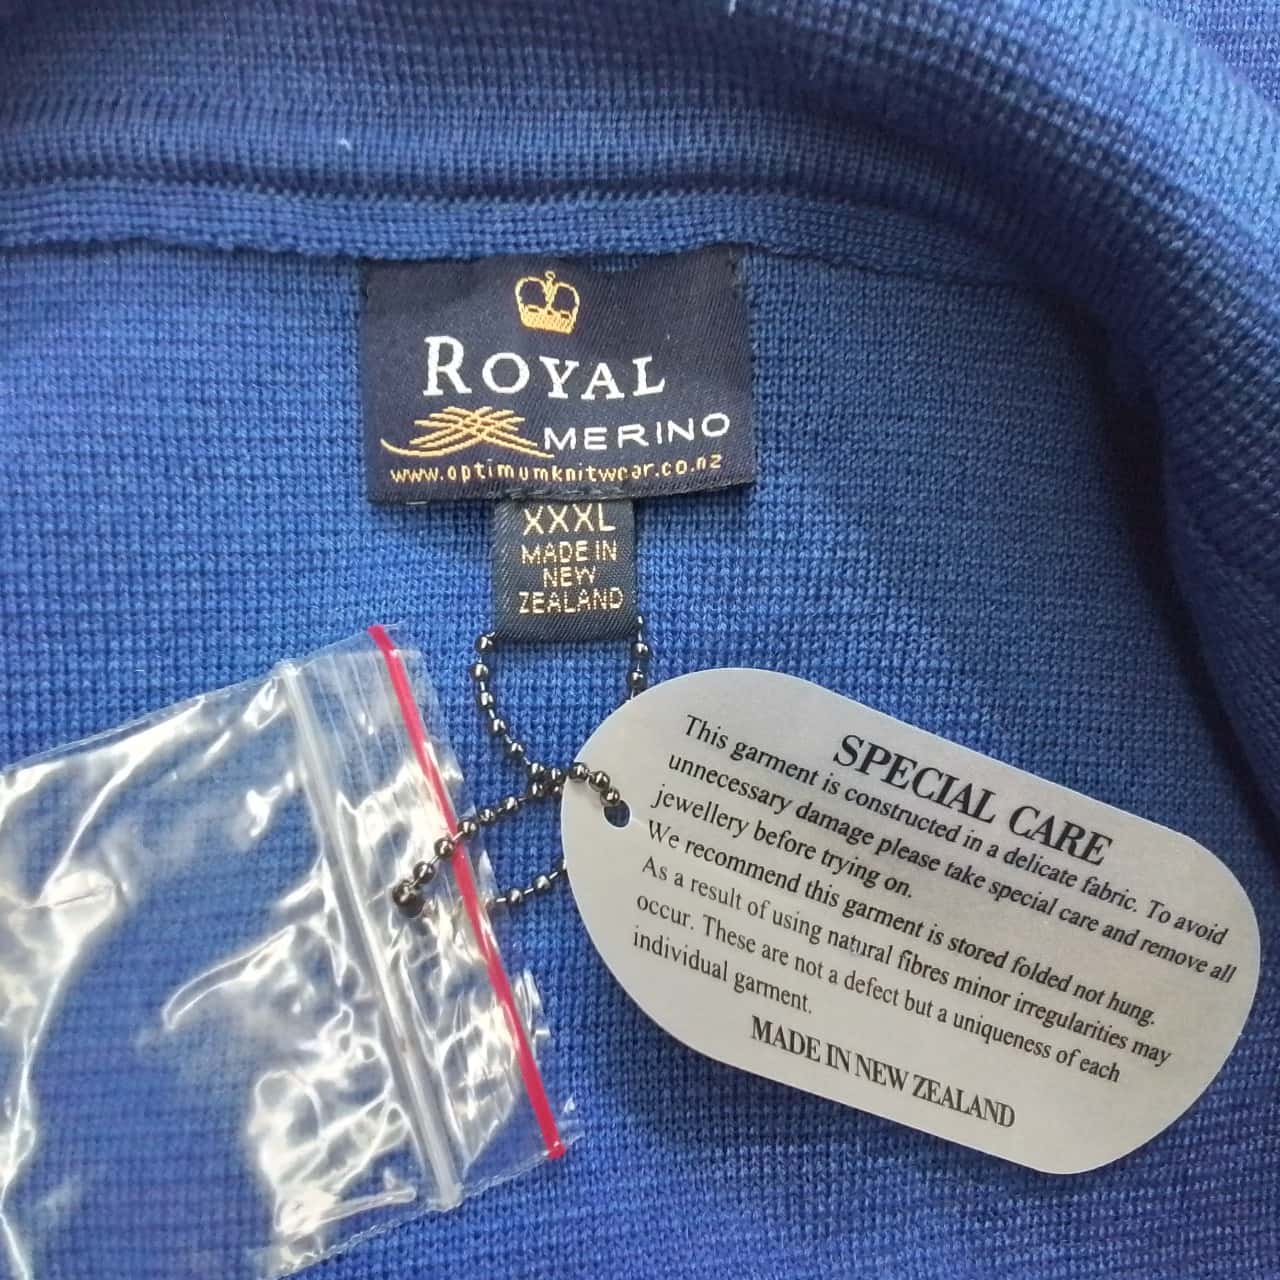 ROYAL
MERINO
www.optimumknitwear.co.nz
XXXL
MADE IN
NEW
ZEALAND
SPECIAL CARE
This garment is constructed in a delicate fabric. To avoid
unnecessary damage please take special care and remove all
jewellery before trying on.
We recommend this garment is stored folded not hung.
As a result of using natural fibres minor irregularities may
occur. These are not a defect but a uniqueness of each
individual garment.
MADE IN NEW ZEALAND